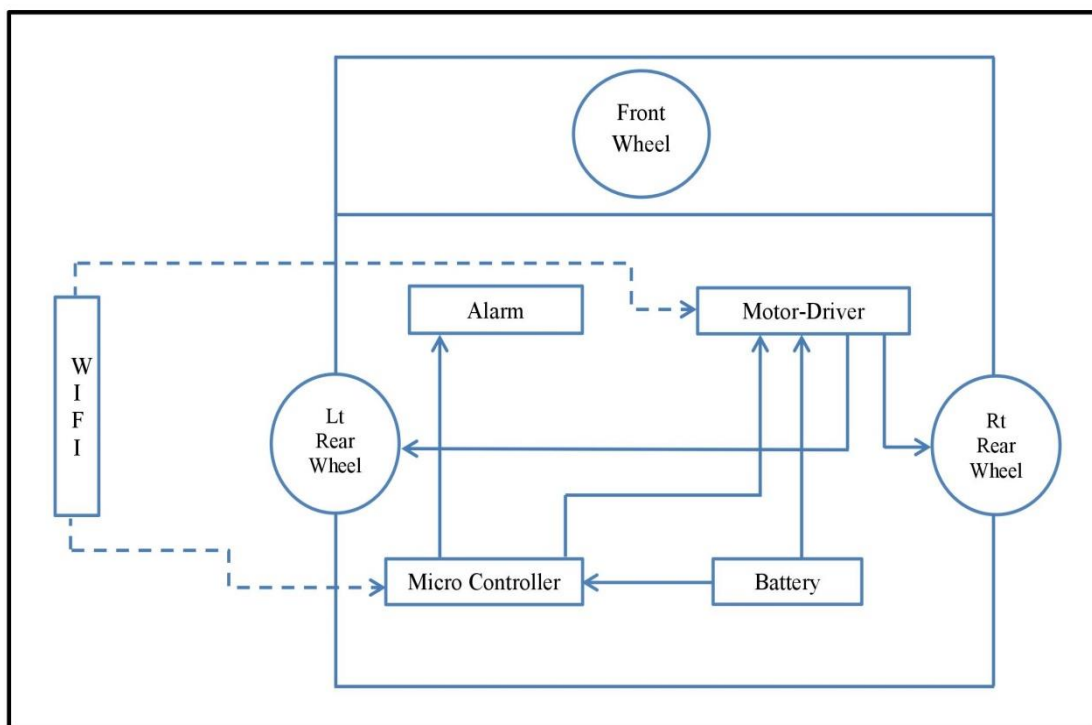 Front
Wheel
Alarm
Motor-Driver
W
I
F
I
Lt
Rear
Wheel
Rt
Rear
Wheel
Micro Controller
Battery